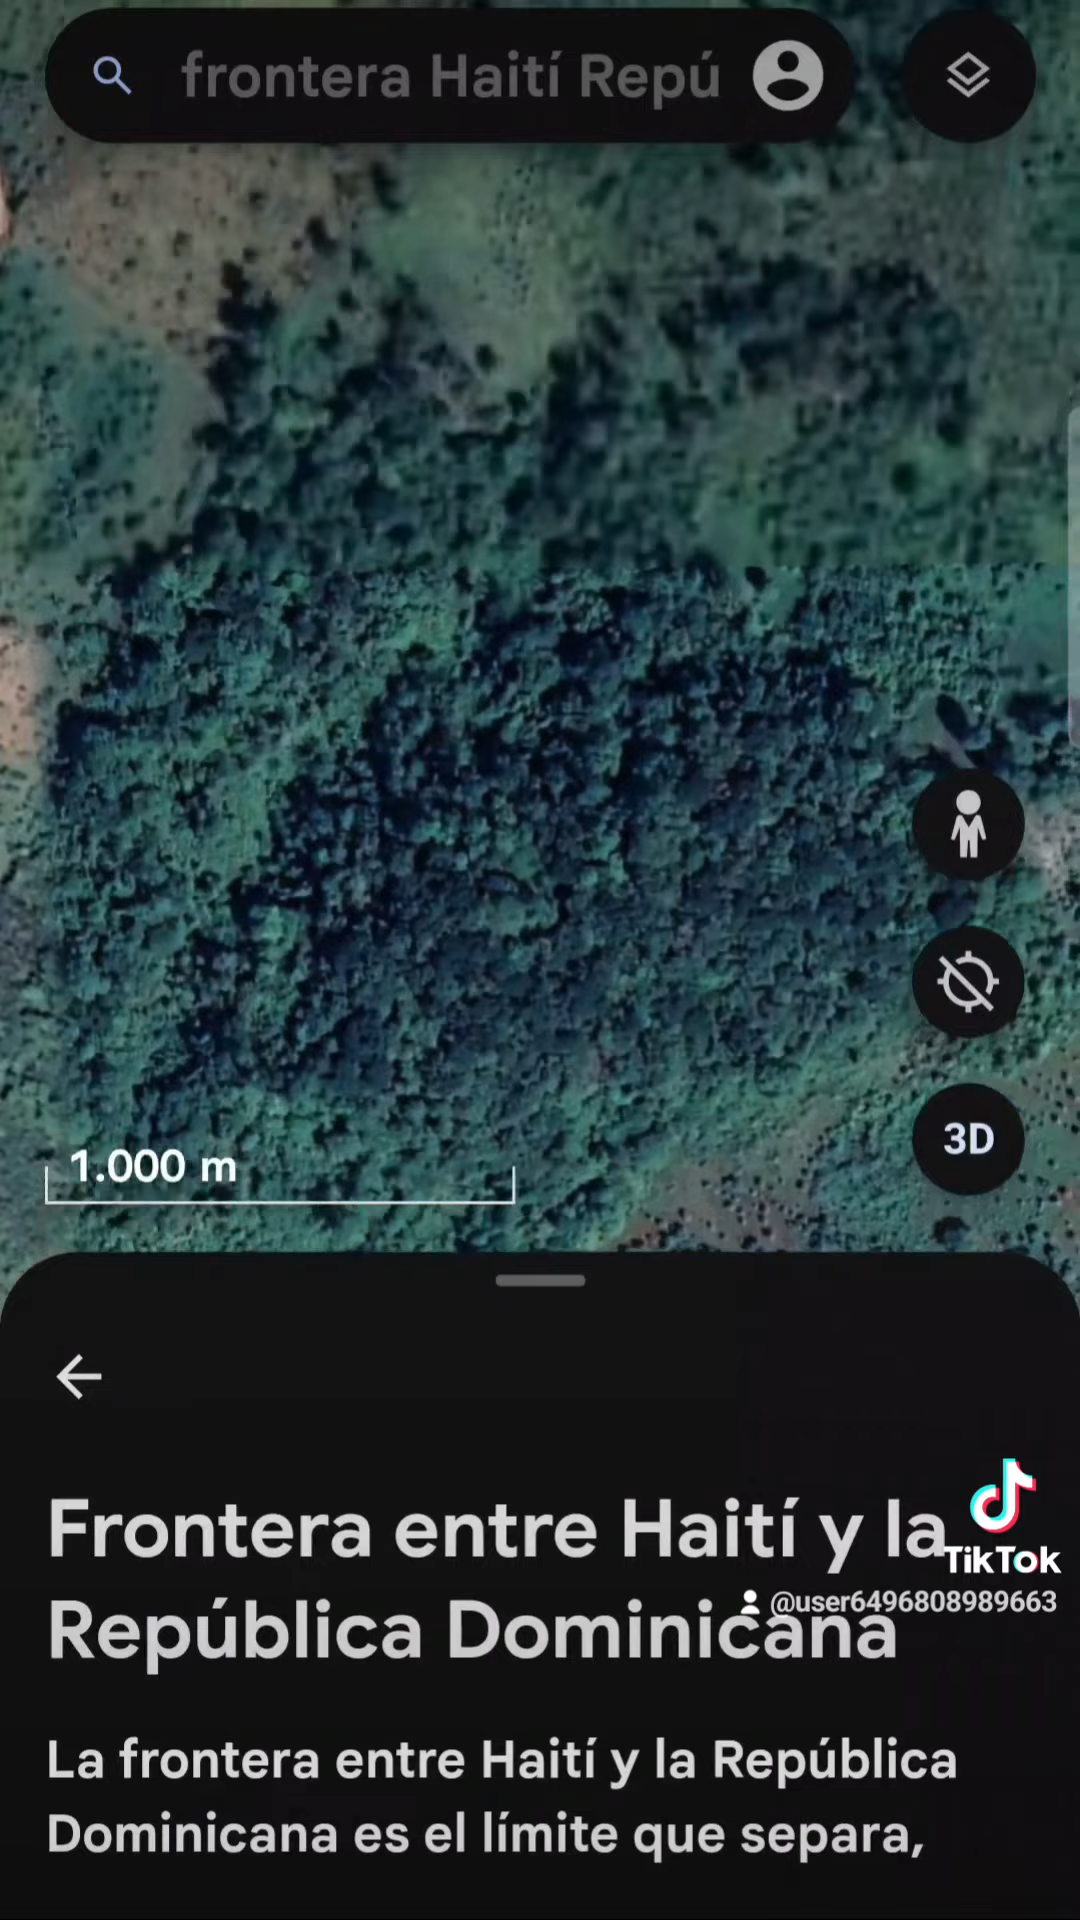 frontera Haití Repú
1.000 m
3D
Frontera entre Haití y la
República Dominicana
TikTok
@user6496808989663
La frontera entre Haití y la República
Dominicana es el límite que separa,